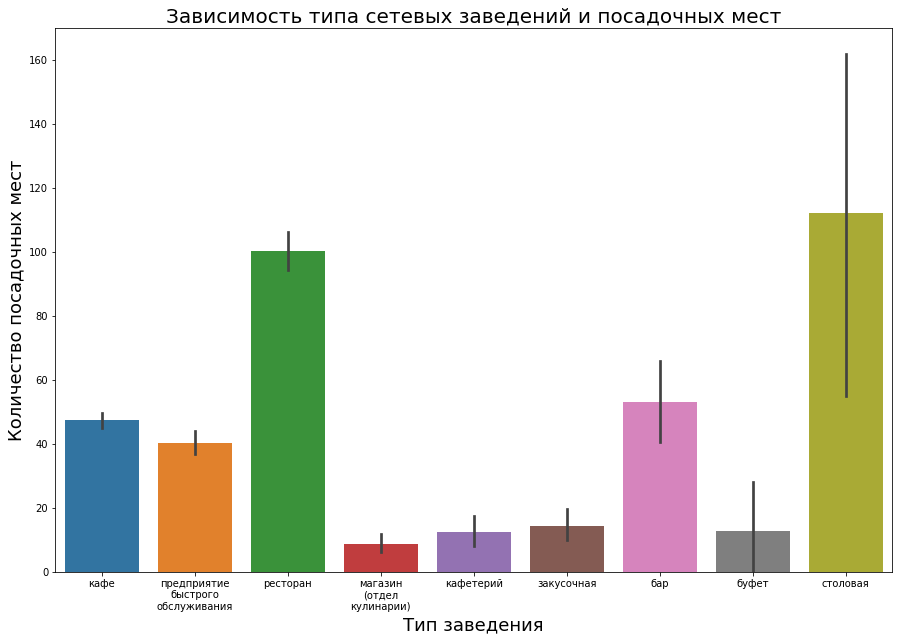 Зависимость типа сетевых заведений и посадочных мест
Количество посадочных мест
160
140
120
100
80
60
40
20
0
кафе
предприятие
быстрого
обслуживания
ресторан
магазин
(отдел
кулинарии)
кафетерий
закусочная
бар
буфет
столовая
Тип заведения